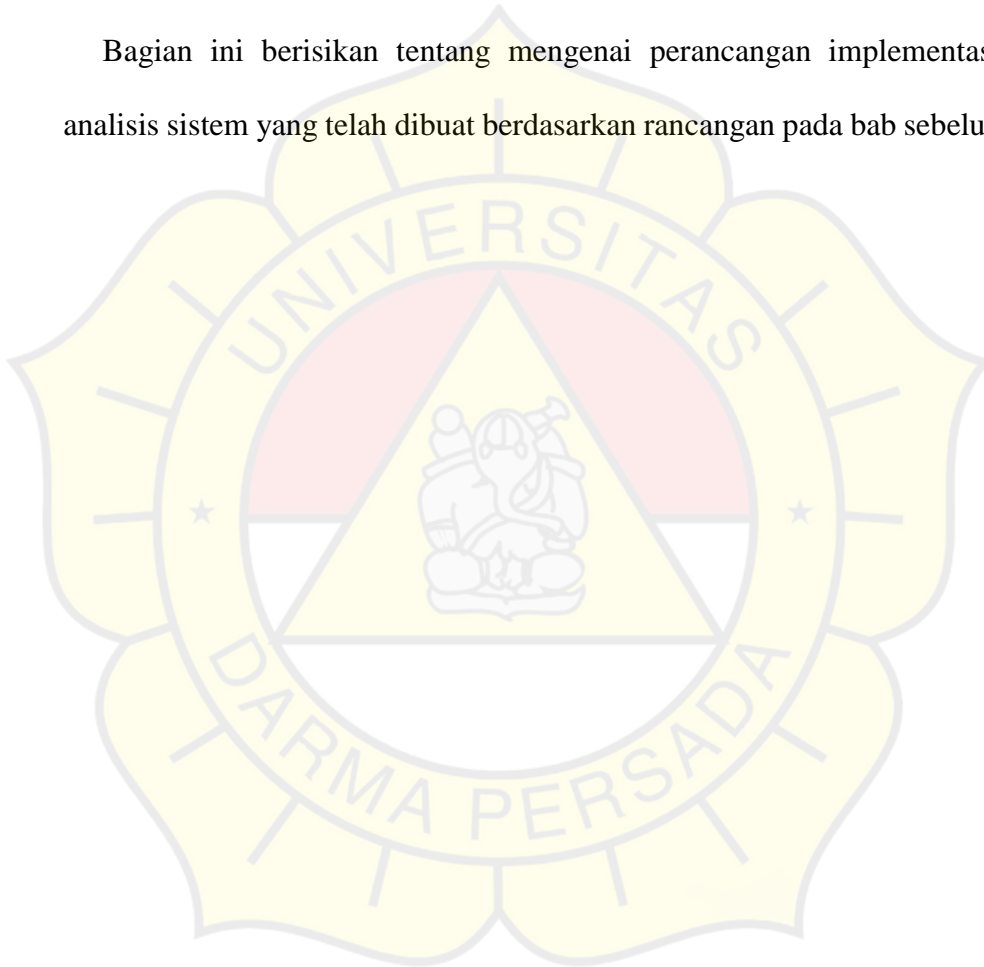 Bagian ini berisikan tentang mengenai perancangan implementas
analisis sistem yang telah dibuat berdasarkan rancangan pada bab sebelu
UNIVERSITAS
DARMA PERSADA